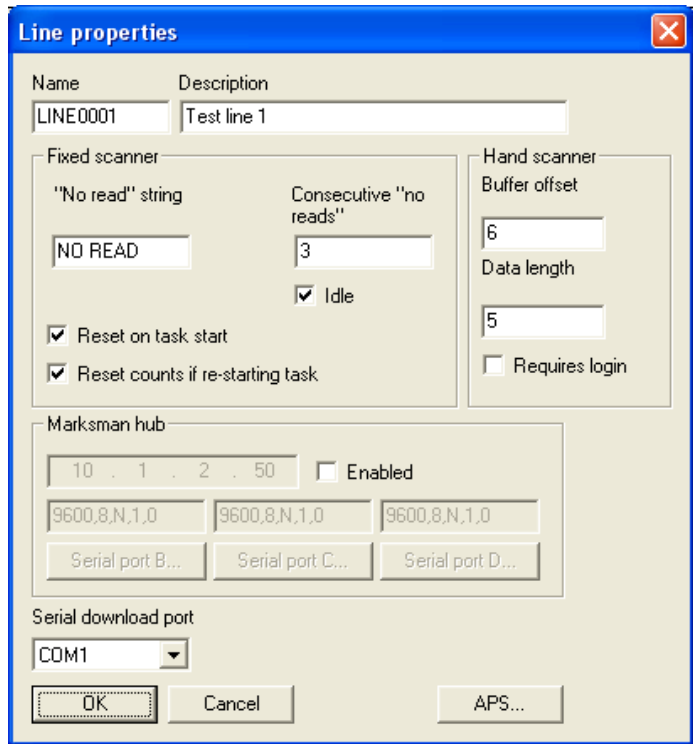 Line properties
Name Description
LINE0001 Test line 1
Fixed scanner
"No read" string
Consecutive "no
reads"
NO READ
3
Idle
Reset on task start
Reset counts if re-starting task
Hand scanner
Buffer offset
6
Data length
5
Requires login
Marksman hub
10 . 1 . 2 . 50 Enabled
9600,8,N,1,0 9600,8,N,1,0 9600,8,N,1,0
Serial port B... Serial port C... Serial port D...
Serial download port
COM1
OK Cancel APS...